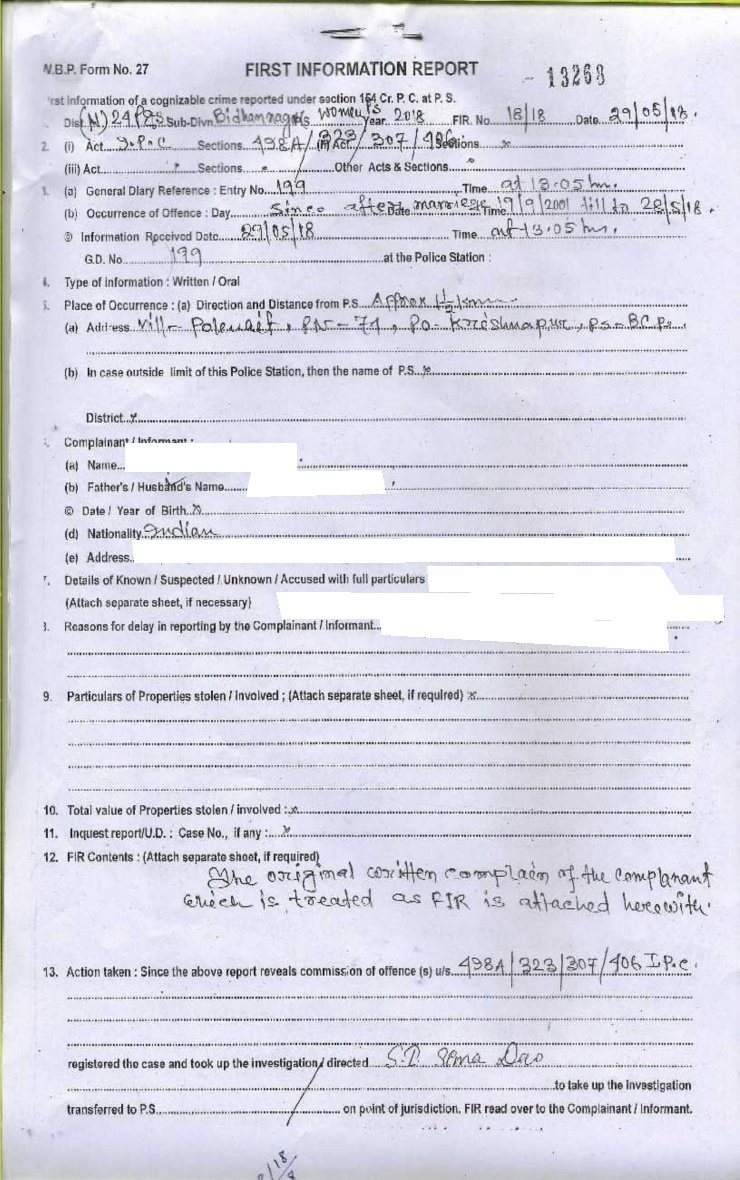 W.B.P. Form No. 27
FIRST INFORMATION REPORT
- 13263
First Information of a cognizable crime reported under section 154 Cr. P. C. at P. S.
Dist (N) 24 Pgs Sub-Divn. Bidhannagar P.S. Women PS Year 2018 FIR. No. 18/18 Date 29/05/18.
2. (i) Act I.P.C Sections 498A/323/307/406 (ii) Act Sections x
(iii) Act Sections Other Acts & Sections
3. (a) General Diary Reference : Entry No. 199 Time at 13.05 hrs.
(b) Occurrence of Offence : Day Since after marriage Date Time 19/9/2001 till to 28/5/18.
© Information Received Date 29/05/18 Time at 13.05 hrs.
G.D. No. 199 at the Police Station :
4. Type of Information : Written / Oral
5. Place of Occurrence : (a) Direction and Distance from P.S Approx 1½ km.
(a) Address Vill- Polenait, PN-71, Po- Krishnapur, ps- BCPs.
(b) In case outside limit of this Police Station, then the name of P.S. x
District x
Complainant / Informant :
(a) Name
(b) Father's / Husband's Name
© Date / Year of Birth x
(d) Nationality Indian
(e) Address
7. Details of Known / Suspected / Unknown / Accused with full particulars
(Attach separate sheet, if necessary)
8. Reasons for delay in reporting by the Complainant / Informant
9. Particulars of Properties stolen / involved ; (Attach separate sheet, if required) x
10. Total value of Properties stolen / involved : x
11. Inquest report/U.D. : Case No., if any : x
12. FIR Contents : (Attach separate sheet, if required)
The original written complain of the complanant
which is treated as FIR is attached herewith.
13. Action taken : Since the above report reveals commission of offence (s) u/s. 498A/323/307/406 I.P.C.
registered the case and took up the investigation / directed S.I. Soma Das
to take up the investigation
transferred to P.S. on point of jurisdiction. FIR read over to the Complainant / Informant.